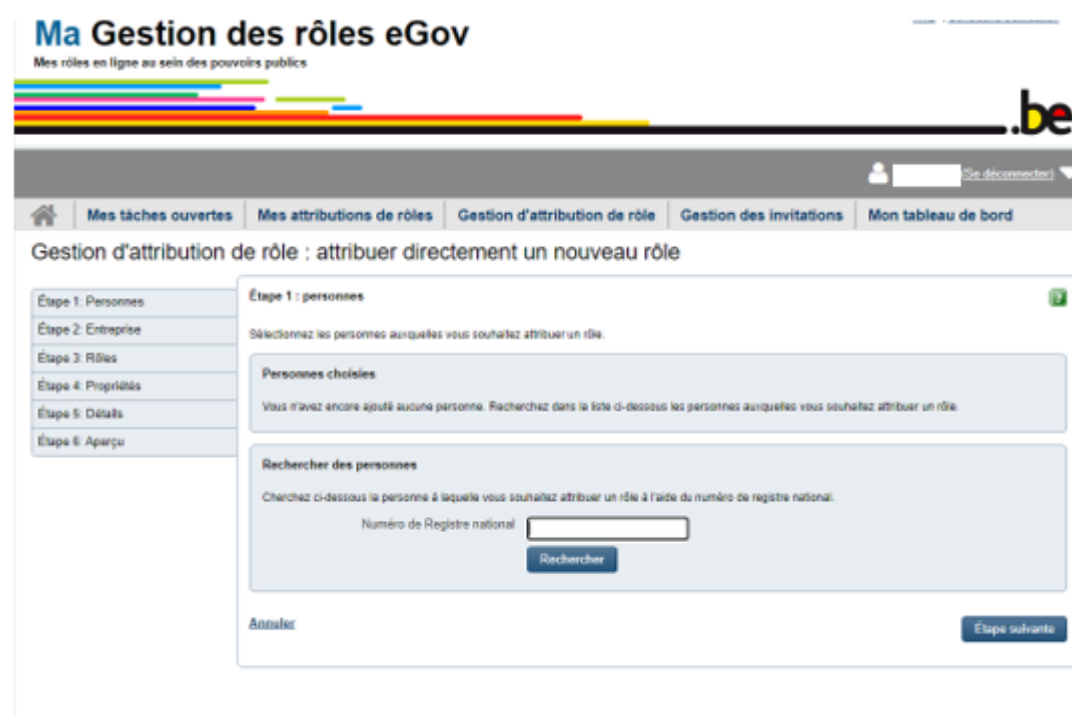 Ma Gestion des rôles eGov
Mes rôles en ligne au sein des pouvoirs publics
.be
(Se déconnecter)
Mes tâches ouvertes
Mes attributions de rôles
Gestion d'attribution de rôle
Gestion des invitations
Mon tableau de bord
Gestion d'attribution de rôle : attribuer directement un nouveau rôle
Étape 1: Personnes
Étape 2: Entreprise
Étape 3: Rôles
Étape 4: Propriétés
Étape 5: Détails
Étape 6: Aperçu
Étape 1 : personnes
Sélectionnez les personnes auxquelles vous souhaitez attribuer un rôle.
Personnes choisies
Vous n'avez encore ajouté aucune personne. Recherchez dans la liste ci-dessous les personnes auxquelles vous souhaitez attribuer un rôle.
Rechercher des personnes
Cherchez ci-dessous la personne à laquelle vous souhaitez attribuer un rôle à l'aide du numéro de registre national.
Numéro de Registre national
Rechercher
Annuler
Étape suivante